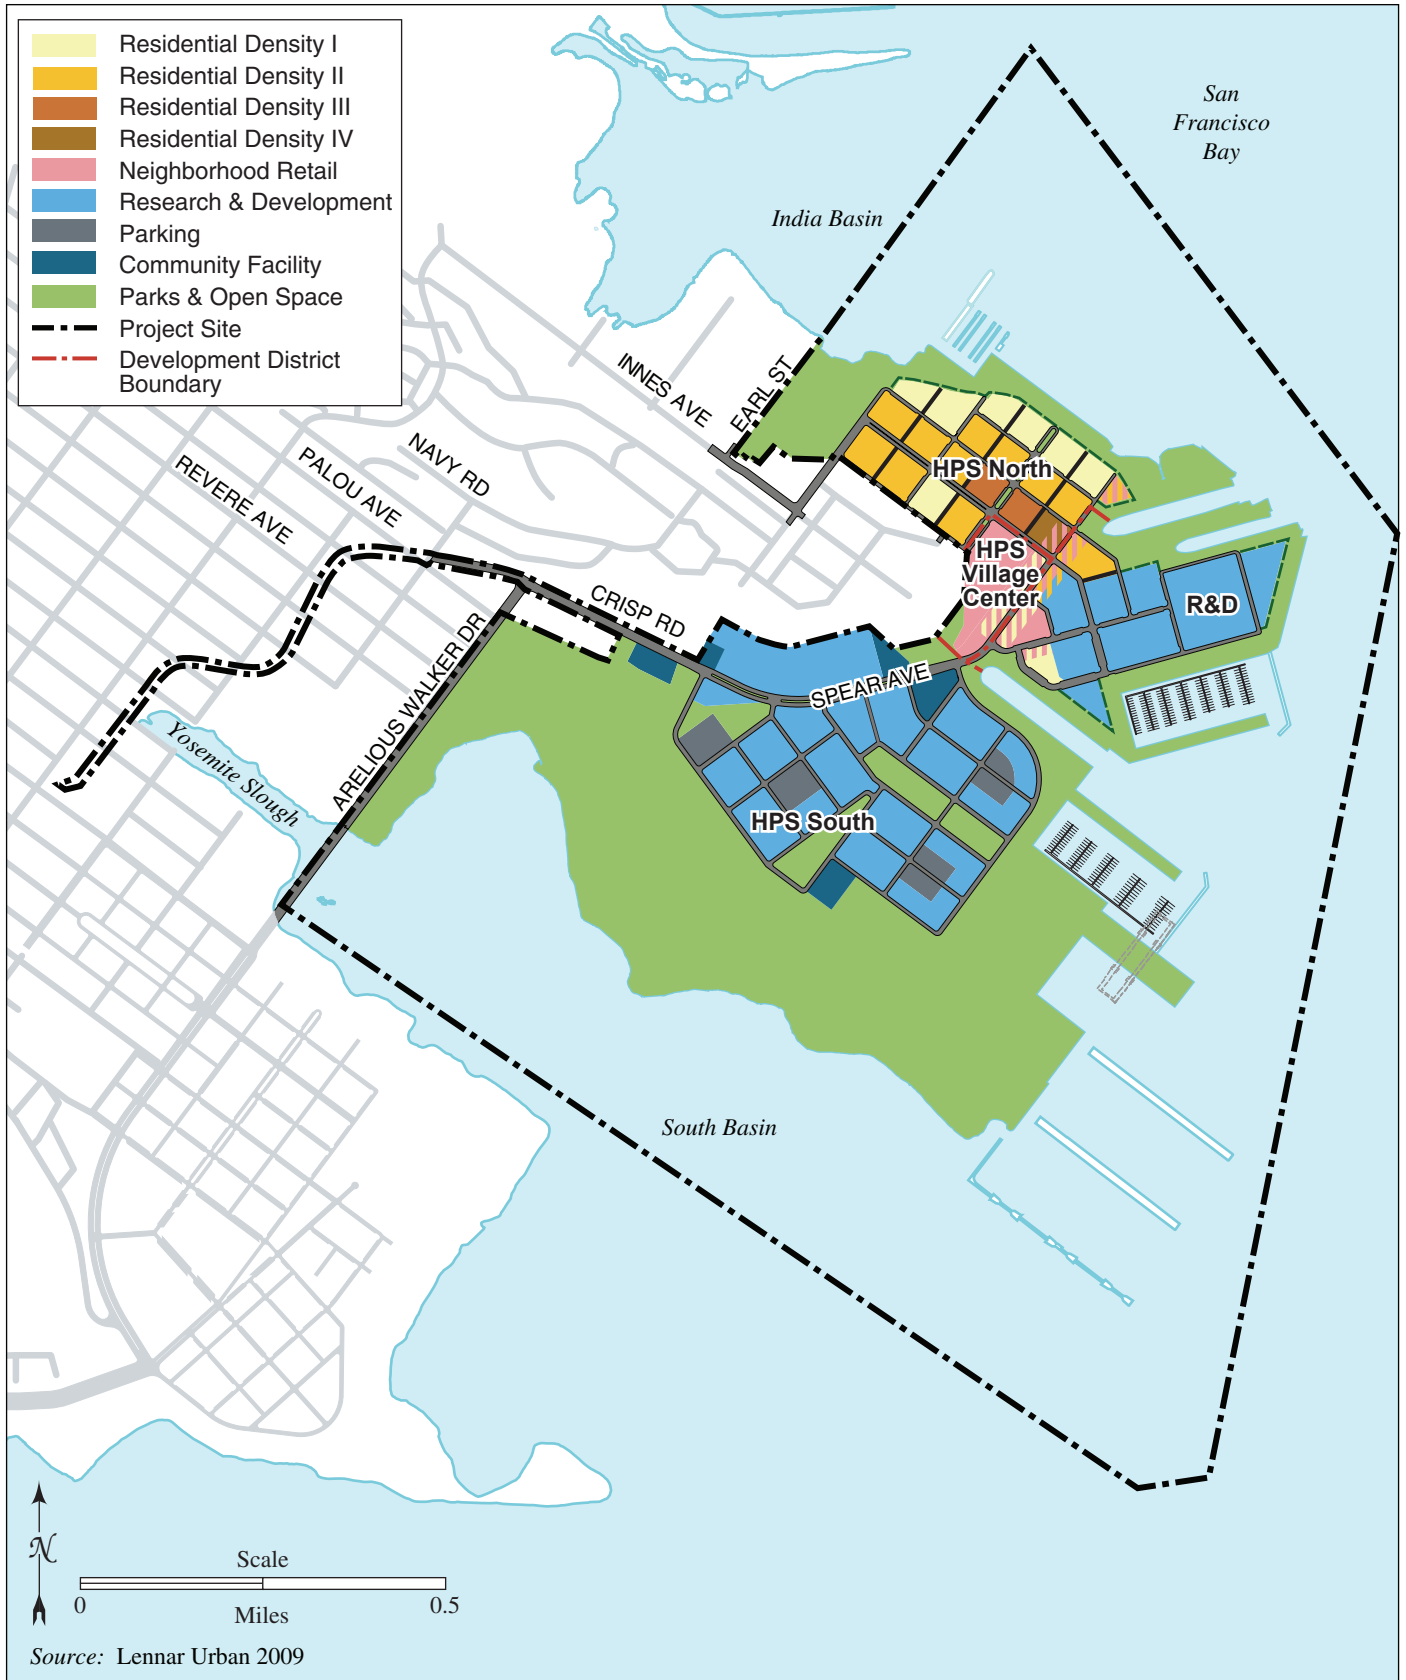 Residential Density I
Residential Density II
Residential Density III
Residential Density IV
Neighborhood Retail
Research & Development
Parking
Community Facility
Parks & Open Space
Project Site
Development District
Boundary
San
Francisco
Bay
India Basin
INNES AVE
EARL ST
NAVY RD
PALOU AVE
REVERE AVE
HPS North
HPS
Village
Center
R&D
CRISP RD
ARELIOUS WALKER DR
SPEAR AVE
Yosemite Slough
HPS South
South Basin
N
Scale
0
0.5
Miles
Source: Lennar Urban 2009